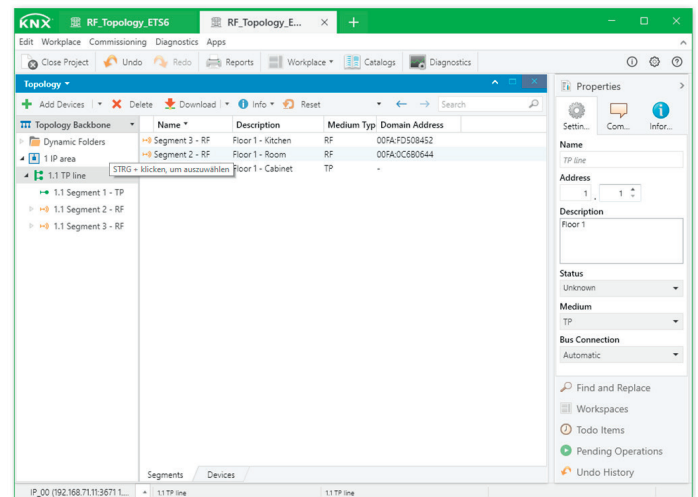 KNX RF_Topology_ETS6 RF_Topology_E... × +
Edit Workplace Commissioning Diagnostics Apps
Close Project Undo Redo Reports Workplace Catalogs Diagnostics
Topology
Add Devices Delete Download Info Reset Search
Topology Backbone Name Description Medium Typ Domain Address
Dynamic Folders Segment 3 - RF Floor 1 - Kitchen RF 00FA:FD508452
1 IP area Segment 2 - RF Floor 1 - Room RF 00FA:0C6B0644
1.1 TP line STRG + klicken, um auszuwählen Floor 1 - Cabinet TP -
1.1 Segment 1 - TP
1.1 Segment 2 - RF
1.1 Segment 3 - RF
Properties
Settin... Com... Infor...
Name
TP line
Address
1 . 1
Description
Floor 1
Status
Unknown
Medium
TP
Bus Connection
Automatic
Find and Replace
Workspaces
Todo Items
Pending Operations
Undo History
Segments Devices
IP_00 (192.168.71.11:3671 1.... 1.1 TP line 1.1 TP line